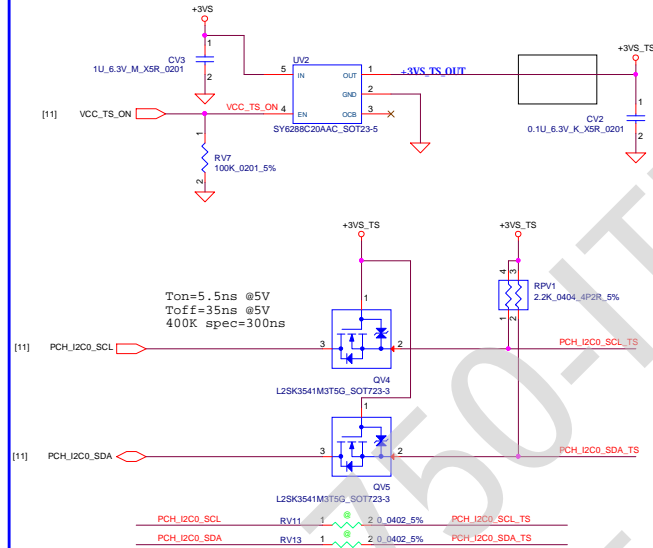 +3VS
1
CV3
1U_6.3V_M_X5R_0201
2
UV2
5 IN OUT 1 +3VS_TS_OUT
GND 2
[11] VCC_TS_ON VCC_TS_ON 4 EN OCB 3
SY6288C20AAC_SOT23-5
1
RV7
100K_0201_5%
2
+3VS_TS
1
CV2
0.1U_6.3V_K_X5R_0201
2
+3VS_TS
+3VS_TS
4 3
RPV1
2.2K_0404_4P2R_5%
1 2
Ton=5.5ns @5V
Toff=35ns @5V
400K spec=300ns
1
[11] PCH_I2C0_SCL 3 2 PCH_I2C0_SCL_TS
QV4
L2SK3541M3T5G_SOT723-3
1
[11] PCH_I2C0_SDA 3 2 PCH_I2C0_SDA_TS
QV5
L2SK3541M3T5G_SOT723-3
@
PCH_I2C0_SCL RV11 1 2 0_0402_5% PCH_I2C0_SCL_TS
@
PCH_I2C0_SDA RV13 1 2 0_0402_5% PCH_I2C0_SDA_TS